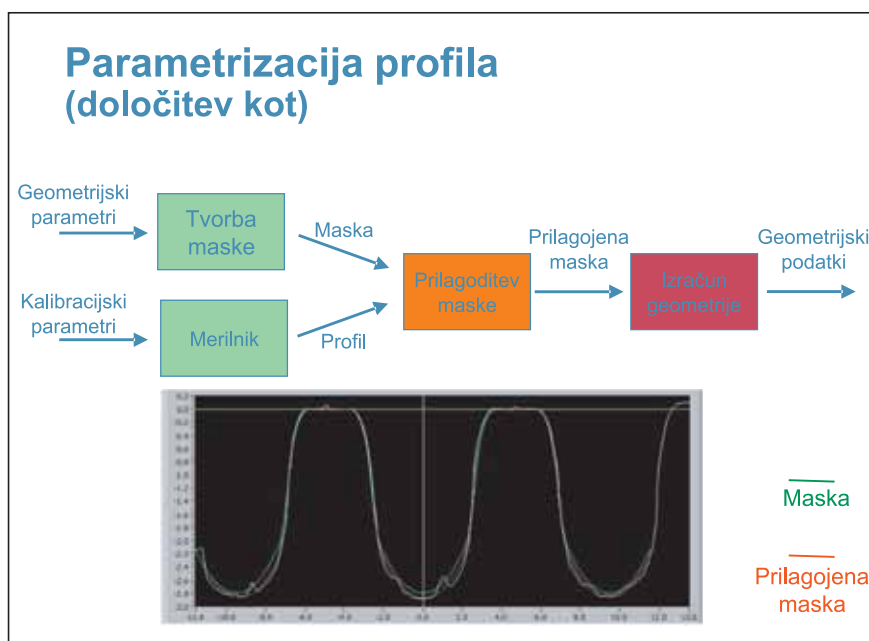 Parametrizacija profila
(določitev kot)
Geometrijski
parametri
Tvorba
maske
Maska
Kalibracijski
parametri
Merilnik
Profil
Prilagoditev
maske
Prilagojena
maska
Izračun
geometrije
Geometrijski
podatki
Maska
Prilagojena
maska